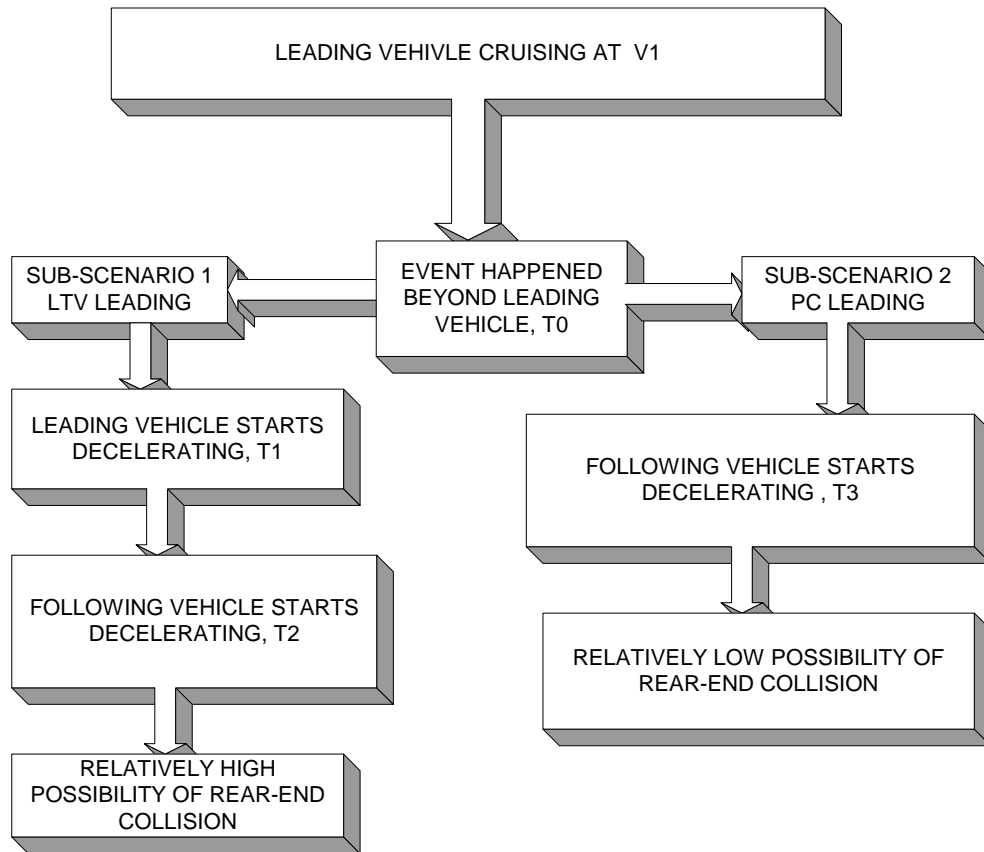 LEADING VEHIVLE CRUISING AT V1
EVENT HAPPENED
BEYOND LEADING
VEHICLE, T0
SUB-SCENARIO 1
LTV LEADING
LEADING VEHICLE STARTS
DECELERATING, T1
FOLLOWING VEHICLE STARTS
DECELERATING, T2
RELATIVELY HIGH
POSSIBILITY OF REAR-END
COLLISION
SUB-SCENARIO 2
PC LEADING
FOLLOWING VEHICLE STARTS
DECELERATING , T3
RELATIVELY LOW POSSIBILITY OF
REAR-END COLLISION